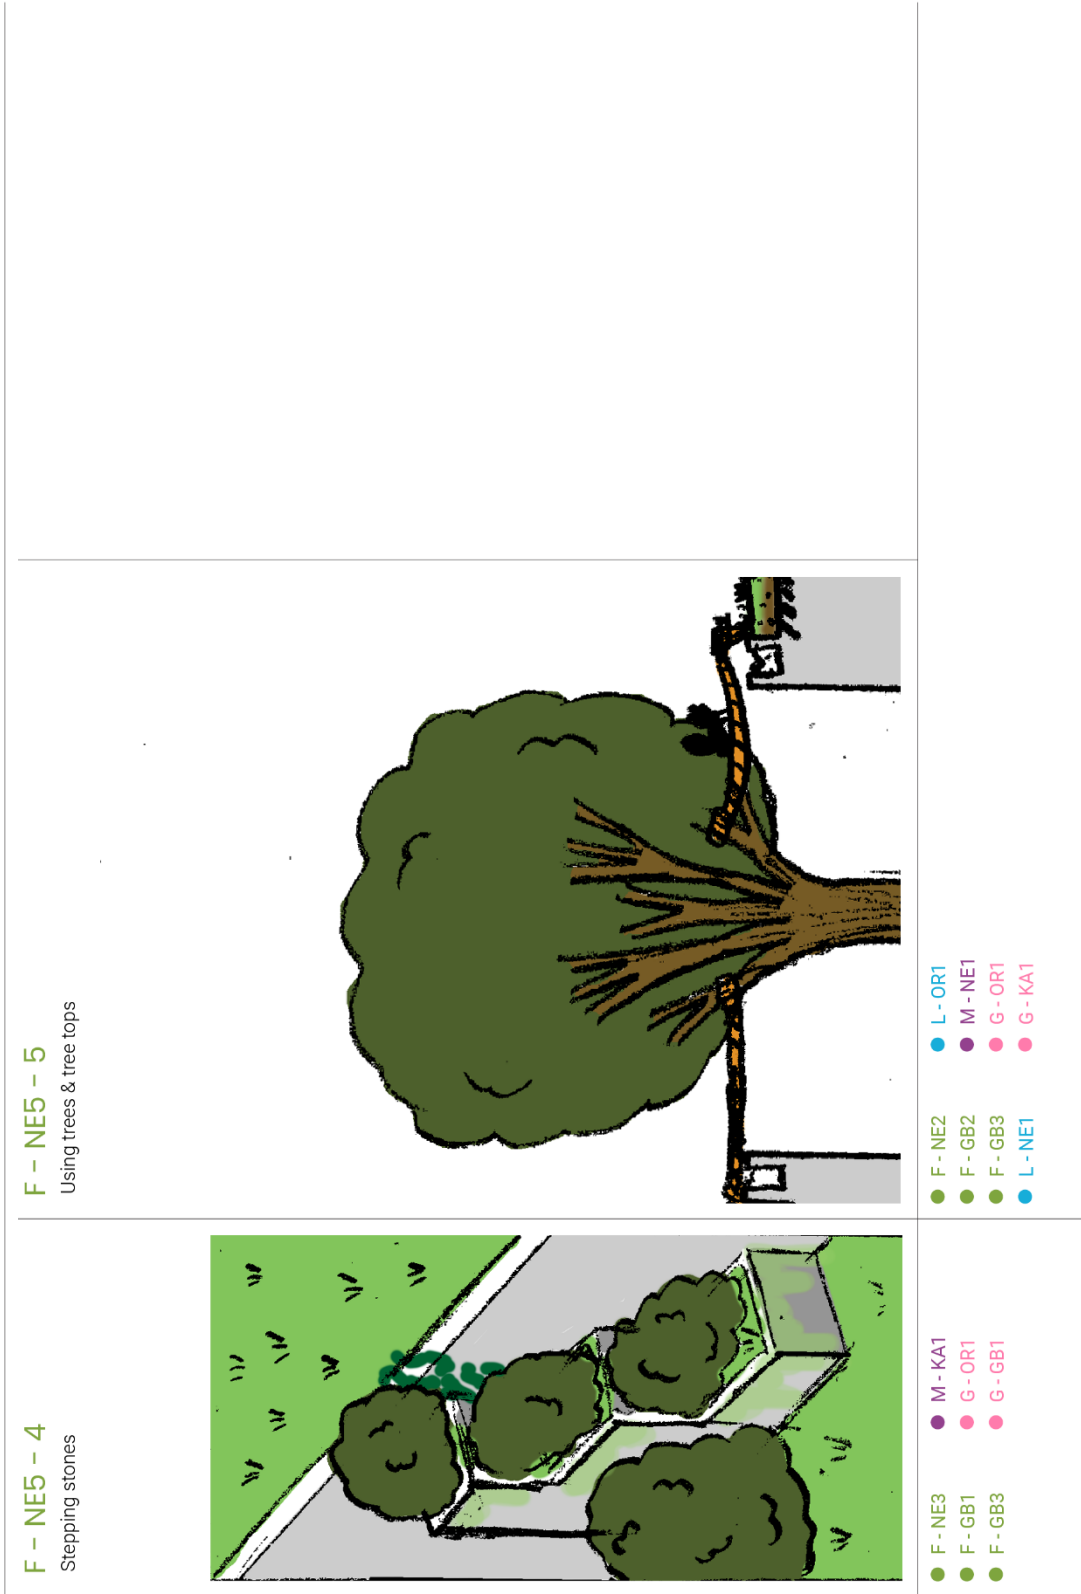 F – NE5 – 4
Stepping stones
F - NE3
F - GB1
F - GB3
M - KA1
G - OR1
G - GB1
F – NE5 – 5
Using trees & tree tops
F - NE2
F - GB2
F - GB3
L - NE1
L - OR1
M - NE1
G - OR1
G - KA1